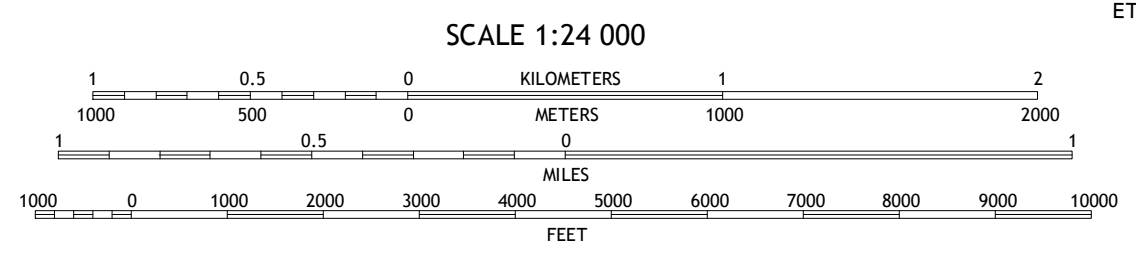 ET
SCALE 1:24 000
1 0.5 0 KILOMETERS 1 2
1000 500 0 METERS 1000 2000
1 0.5 0 1
MILES
1000 0 1000 2000 3000 4000 5000 6000 7000 8000 9000 10000
FEET